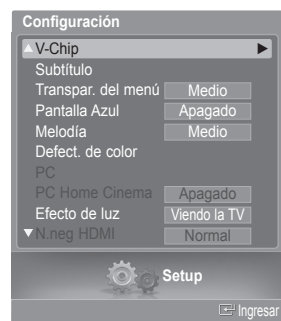 Configuración
V-Chip
Subtítulo
Transpar. del menú Medio
Pantalla Azul Apagado
Melodía Medio
Defect. de color
PC
PC Home Cinema Apagado
Efecto de luz Viendo la TV
N.neg HDMI Normal
Setup
Ingresar